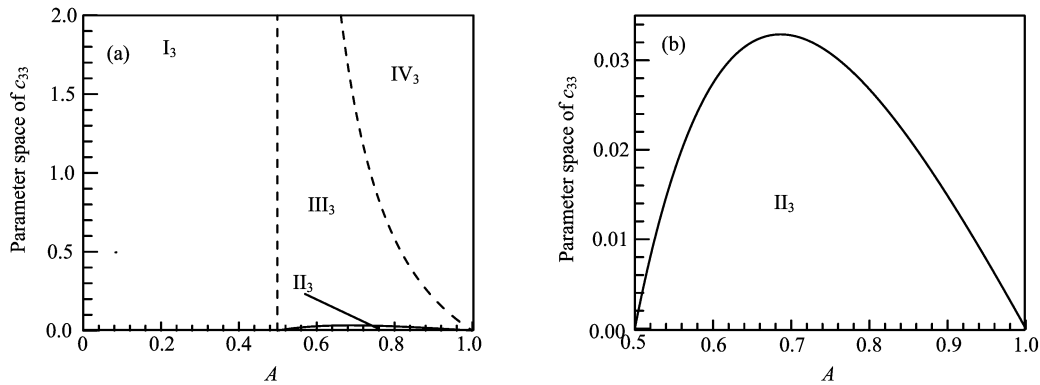 (a)
Parameter space of c₃₃
2.0
1.5
1.0
0.5
0.0
I₃
IV₃
III₃
II₃
0 0.2 0.4 0.6 0.8 1.0
A
(b)
Parameter space of c₃₃
0.03
0.02
0.01
0.00
II₃
0.5 0.6 0.7 0.8 0.9 1.0
A